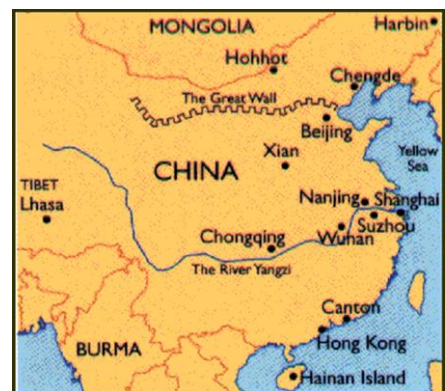 MONGOLIA
Harbin
Hohhot
Chengde
The Great Wall
Beijing
Xian
CHINA
Yellow
Sea
TIBET
Lhasa
Nanjing
Shanghai
Suzhou
Wuhan
Chongqing
The River Yangzi
Canton
Hong Kong
BURMA
Hainan Island